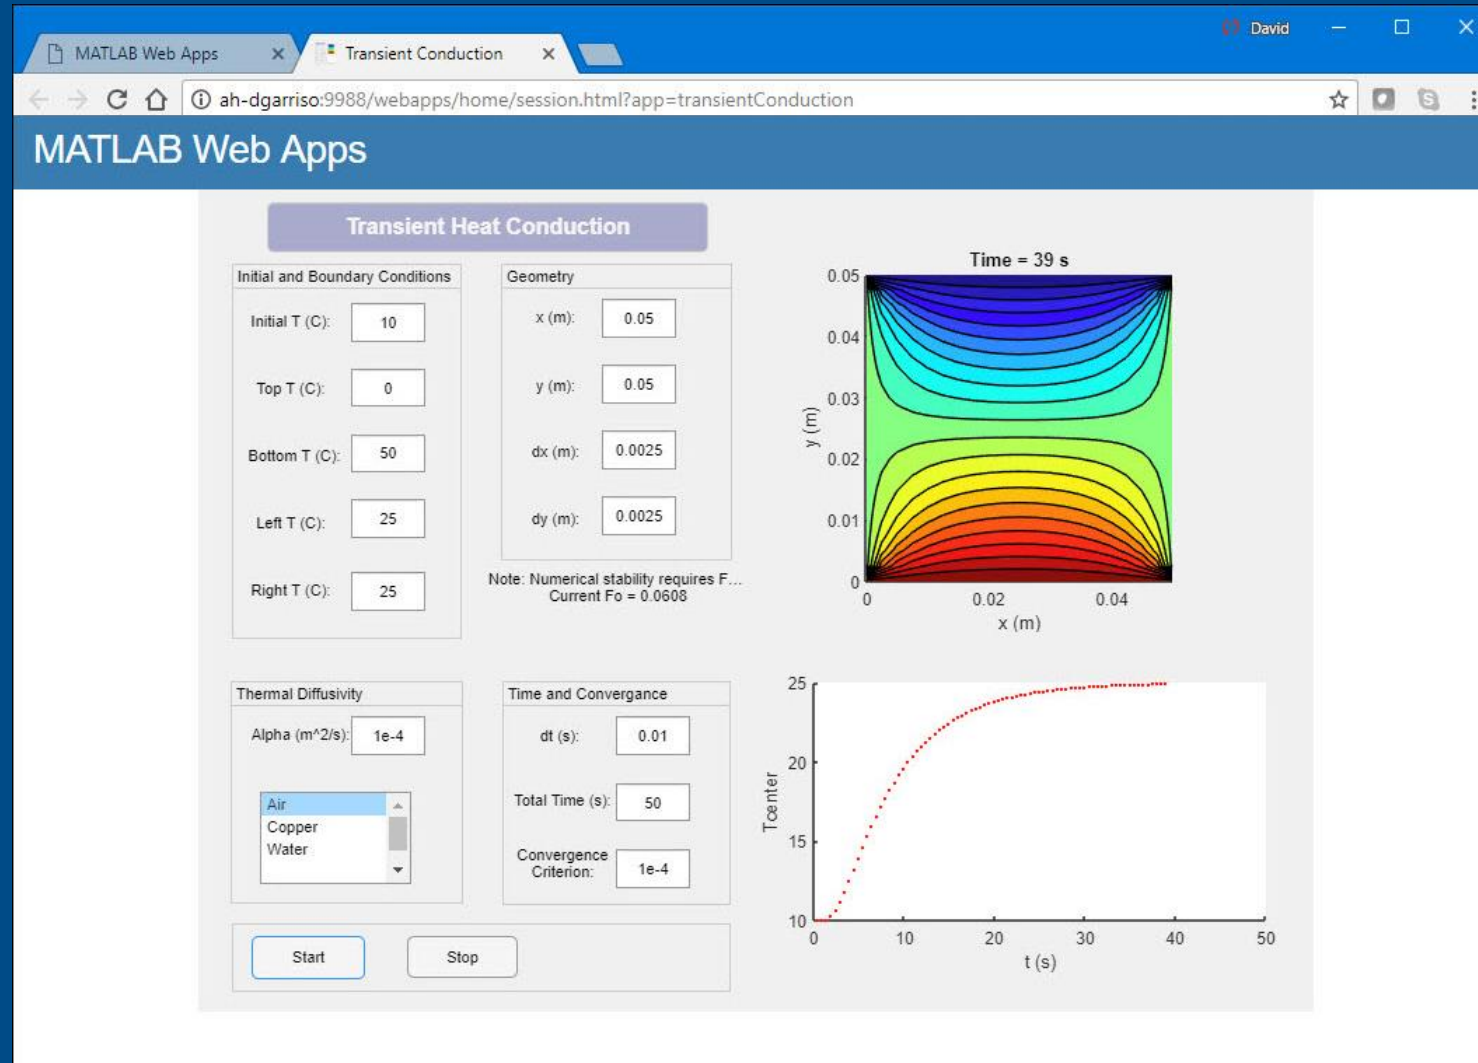 David
MATLAB Web Apps
Transient Conduction
ah-dgarriso:9988/webapps/home/session.html?app=transientConduction
MATLAB Web Apps
Transient Heat Conduction
Initial and Boundary Conditions
Initial T (C): 10
Top T (C): 0
Bottom T (C): 50
Left T (C): 25
Right T (C): 25
Geometry
x (m): 0.05
y (m): 0.05
dx (m): 0.0025
dy (m): 0.0025
Note: Numerical stability requires F...
Current Fo = 0.0608
Time = 39 s
0.05
0.04
0.03
0.02
0.01
0
y (m)
0 0.02 0.04
x (m)
Thermal Diffusivity
Alpha (m^2/s): 1e-4
Air
Copper
Water
Time and Convergance
dt (s): 0.01
Total Time (s): 50
Convergence
Criterion: 1e-4
Start Stop
25
20
15
10
Tcenter
0 10 20 30 40 50
t (s)